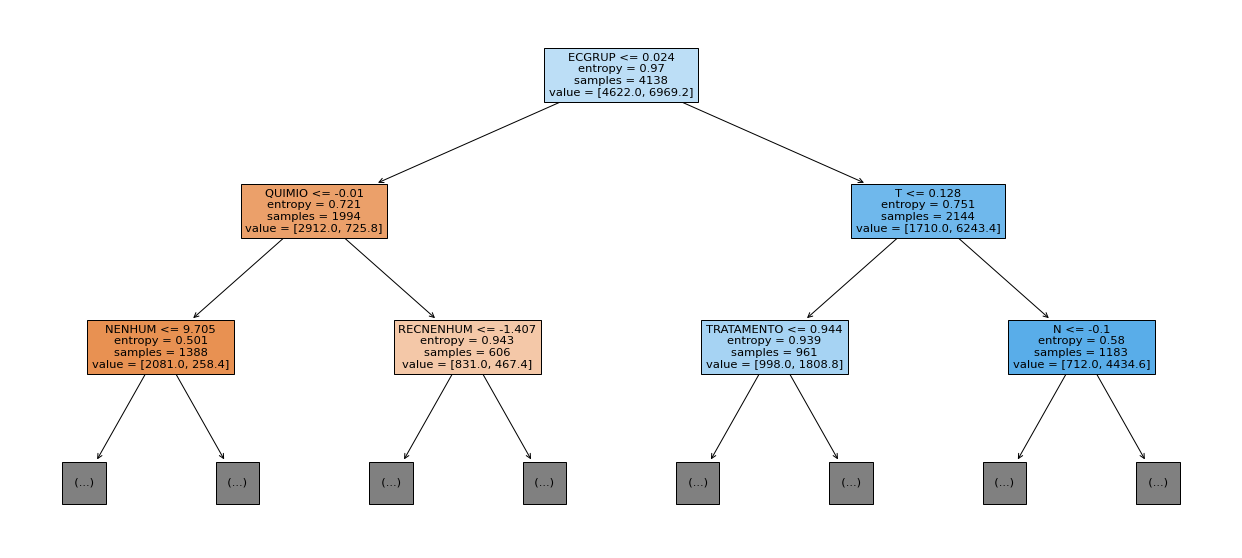 ECGRUP <= 0.024
entropy = 0.97
samples = 4138
value = [4622.0, 6969.2]
QUIMIO <= -0.01
entropy = 0.721
samples = 1994
value = [2912.0, 725.8]
T <= 0.128
entropy = 0.751
samples = 2144
value = [1710.0, 6243.4]
NENHUM <= 9.705
entropy = 0.501
samples = 1388
value = [2081.0, 258.4]
RECNENHUM <= -1.407
entropy = 0.943
samples = 606
value = [831.0, 467.4]
TRATAMENTO <= 0.944
entropy = 0.939
samples = 961
value = [998.0, 1808.8]
N <= -0.1
entropy = 0.58
samples = 1183
value = [712.0, 4434.6]
(...)
(...)
(...)
(...)
(...)
(...)
(...)
(...)